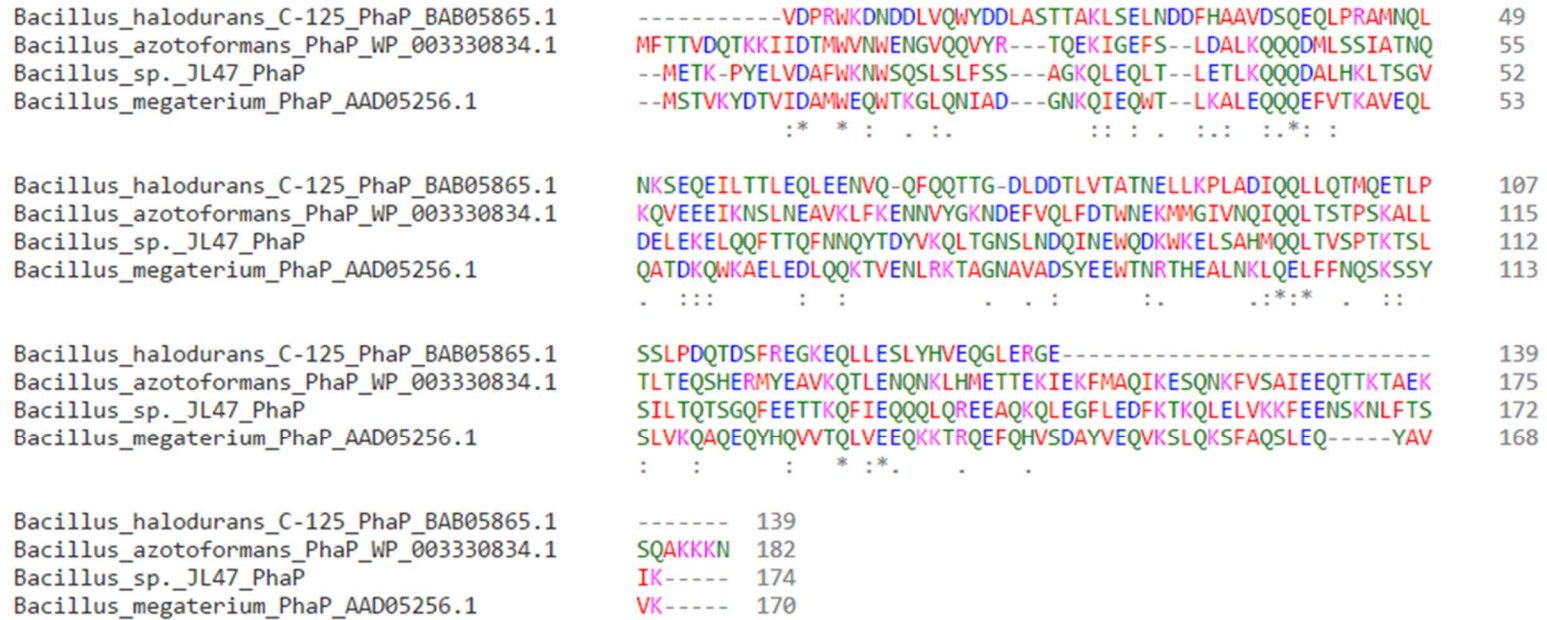 Bacillus_halodurans_C-125_PhaP_BAB05865.1 -----------VDPRWKDNDDLVQWYDDLASTTAKLSELNDDFHAAVDSQEQLPRAMNQL 49
Bacillus_azotoformans_PhaP_WP_003330834.1 MFTTVDQTKKIIDTMWVNWENGVQQVYR---TQEKIGEFS--LDALKQQQDMLSSIATNQ 55
Bacillus_sp._JL47_PhaP --METK-PYELVDAFWKNWSQSLSLFSS---AGKQLEQLT--LETLKQQQDALHKLTSGV 52
Bacillus_megaterium_PhaP_AAD05256.1 --MSTVKYDTVIDAMWEQWTKGLQNIAD---GNKQIEQWT--LKALEQQQEFVTKAVEQL 53
:* * : . :. :: : . :.: :.*: :
Bacillus_halodurans_C-125_PhaP_BAB05865.1 NKSEQEILTTLEQLEENVQ-QFQQTTG-DLDDTLVTATNELLKPLADIQQLLQTMQETLP 107
Bacillus_azotoformans_PhaP_WP_003330834.1 KQVEEEIKNSLNEAVKLFKENNVYGKNDEFVQLFDTWNEKMMGIVNQIQQLTSTPSKALL 115
Bacillus_sp._JL47_PhaP DELEKELQQFTTQFNNQYTDYVKQLTGNSLNDQINEWQDKWKELSAHMQQLTVSPTKTSL 112
Bacillus_megaterium_PhaP_AAD05256.1 QATDKQWKAELEDLQQKTVENLRKTAGNAVADSYEEWTNRTHEALNKLQELFFNQSKSSY 113
. ::: : : . . : :. .:*:* . ::
Bacillus_halodurans_C-125_PhaP_BAB05865.1 SSLPDQTDSFREGKEQLLESLYHVEQGLERGE---------------------------- 139
Bacillus_azotoformans_PhaP_WP_003330834.1 TLTEQSHERMYEAVKQTLENQNKLHMETTEKIEKFMAQIKESQNKFVSAIEEQTTKTAEK 175
Bacillus_sp._JL47_PhaP SILTQTSGQFEETTKQFIEQQQLQREEAQKQLEGFLEDFKTKQLELVKKFEENSKNLFTS 172
Bacillus_megaterium_PhaP_AAD05256.1 SLVKQAQEQYHQVVTQLVEEQKKTRQEFQHVSDAYVEQVKSLQKSFAQSLEQ-----YAV 168
: : : * :*. . .
Bacillus_halodurans_C-125_PhaP_BAB05865.1 ------- 139
Bacillus_azotoformans_PhaP_WP_003330834.1 SQAKKKN 182
Bacillus_sp._JL47_PhaP IK----- 174
Bacillus_megaterium_PhaP_AAD05256.1 VK----- 170